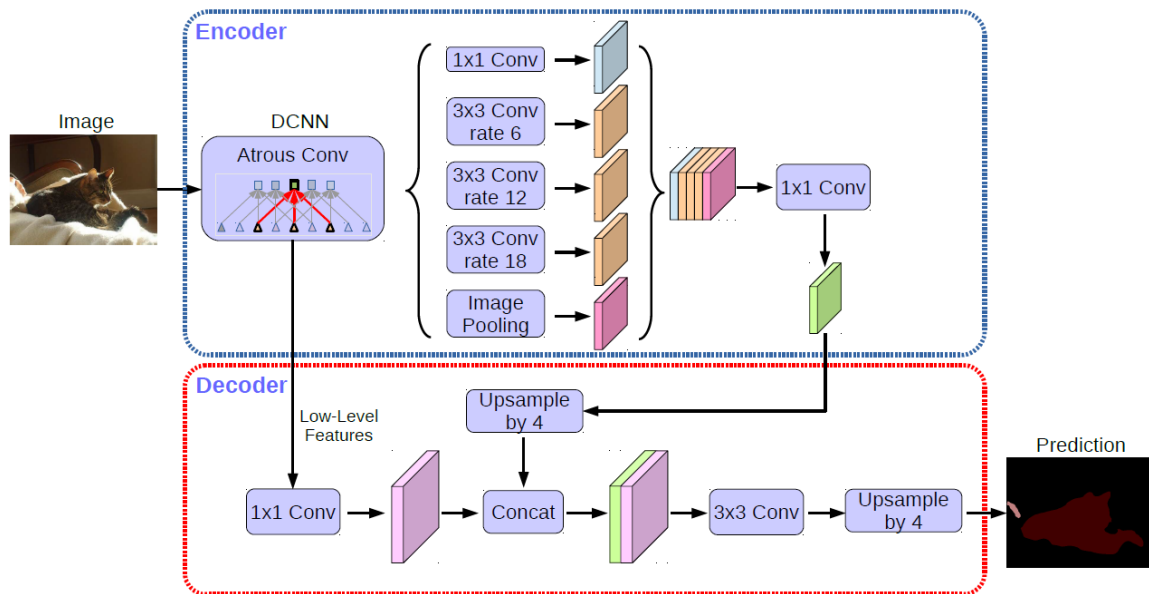 Encoder
Image
DCNN
Atrous Conv
1x1 Conv
3x3 Conv
rate 6
3x3 Conv
rate 12
3x3 Conv
rate 18
Image
Pooling
1x1 Conv
Decoder
Low-Level
Features
Upsample
by 4
1x1 Conv
Concat
3x3 Conv
Upsample
by 4
Prediction